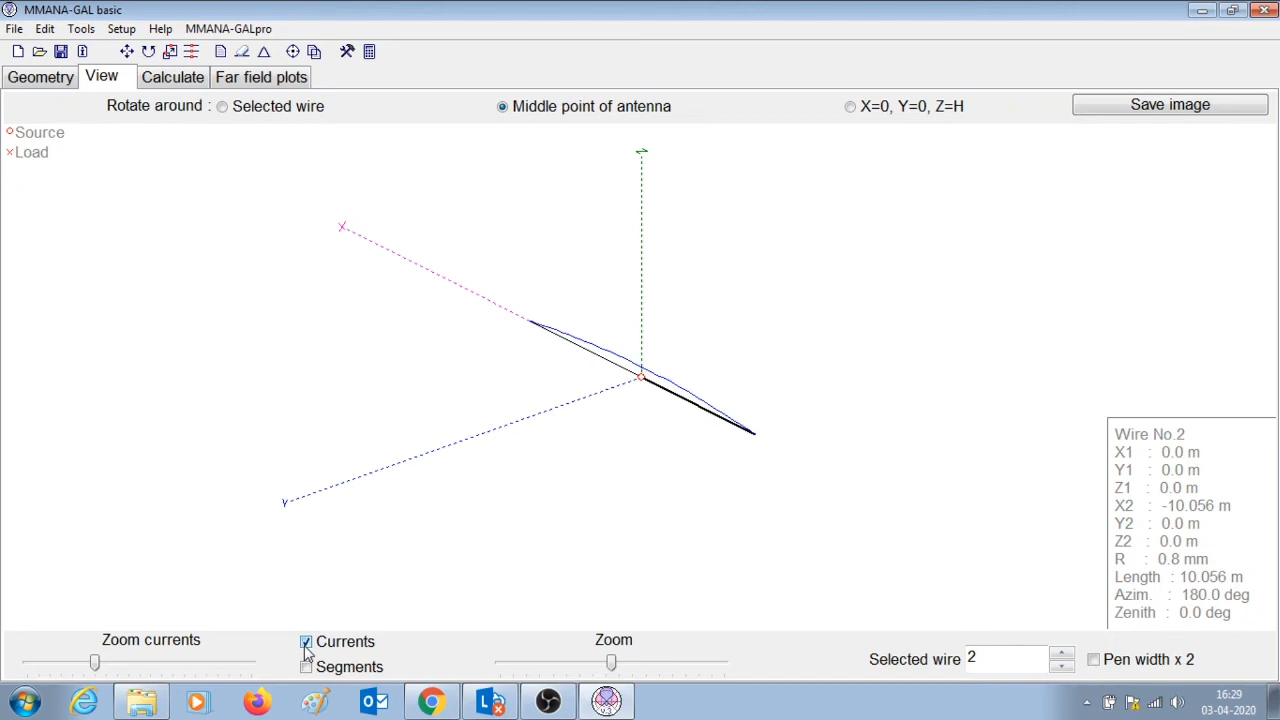 MMANA-GAL basic
File Edit Tools Setup Help MMANA-GALpro
Geometry View Calculate Far field plots
Rotate around : Selected wire Middle point of antenna X=0, Y=0, Z=H Save image
Source
Load
Z
X
Y
Wire No.2
X1 : 0.0 m
Y1 : 0.0 m
Z1 : 0.0 m
X2 : -10.056 m
Y2 : 0.0 m
Z2 : 0.0 m
R : 0.8 mm
Length : 10.056 m
Azim. : 180.0 deg
Zenith : 0.0 deg
Zoom currents Currents Zoom
Segments Selected wire 2 Pen width x 2
16:29
03-04-2020